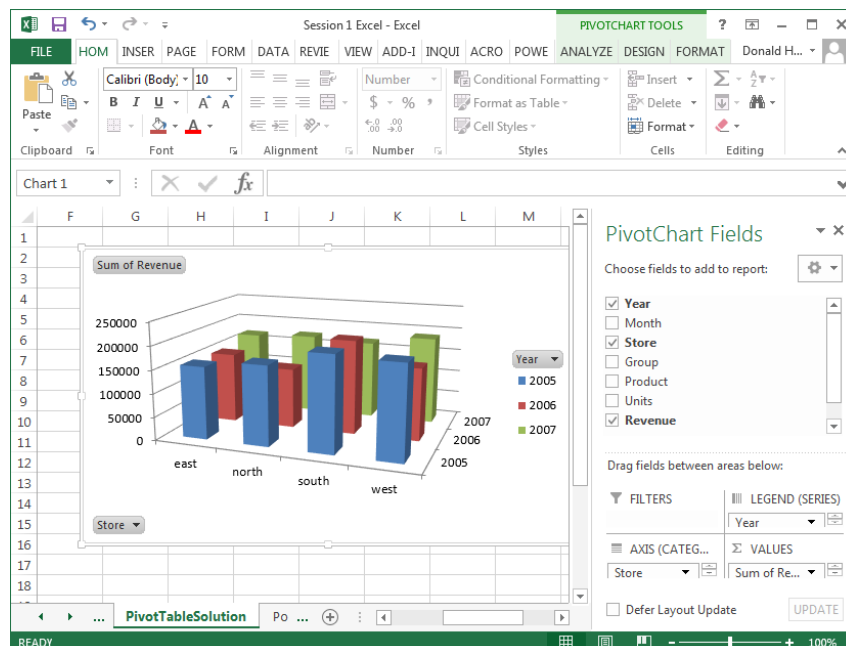 Session 1 Excel - Excel
PIVOTCHART TOOLS
?
FILE HOM INSER PAGE FORM DATA REVIE VIEW ADD-I INQUI ACRO POWE ANALYZE DESIGN FORMAT Donald H...
Calibri (Body) 10 Number Conditional Formatting Insert
B I U A A $ % , Format as Table Delete
Paste A Cell Styles Format
Clipboard Font Alignment Number Styles Cells Editing
Chart 1 fx
F G H I J K L M
1
2
3
4
5
6
7
8
9
10
11
12
13
14
15
16
17
18
Sum of Revenue
250000
200000
150000
100000
50000
0
east north south west
2007
2006
2005
Year
2005
2006
2007
Store
PivotChart Fields
Choose fields to add to report:
Year
Month
Store
Group
Product
Units
Revenue
Drag fields between areas below:
FILTERS LEGEND (SERIES)
Year
AXIS (CATEG... Σ VALUES
Store Sum of Re...
Defer Layout Update UPDATE
... PivotTableSolution Po ...
READY 100%